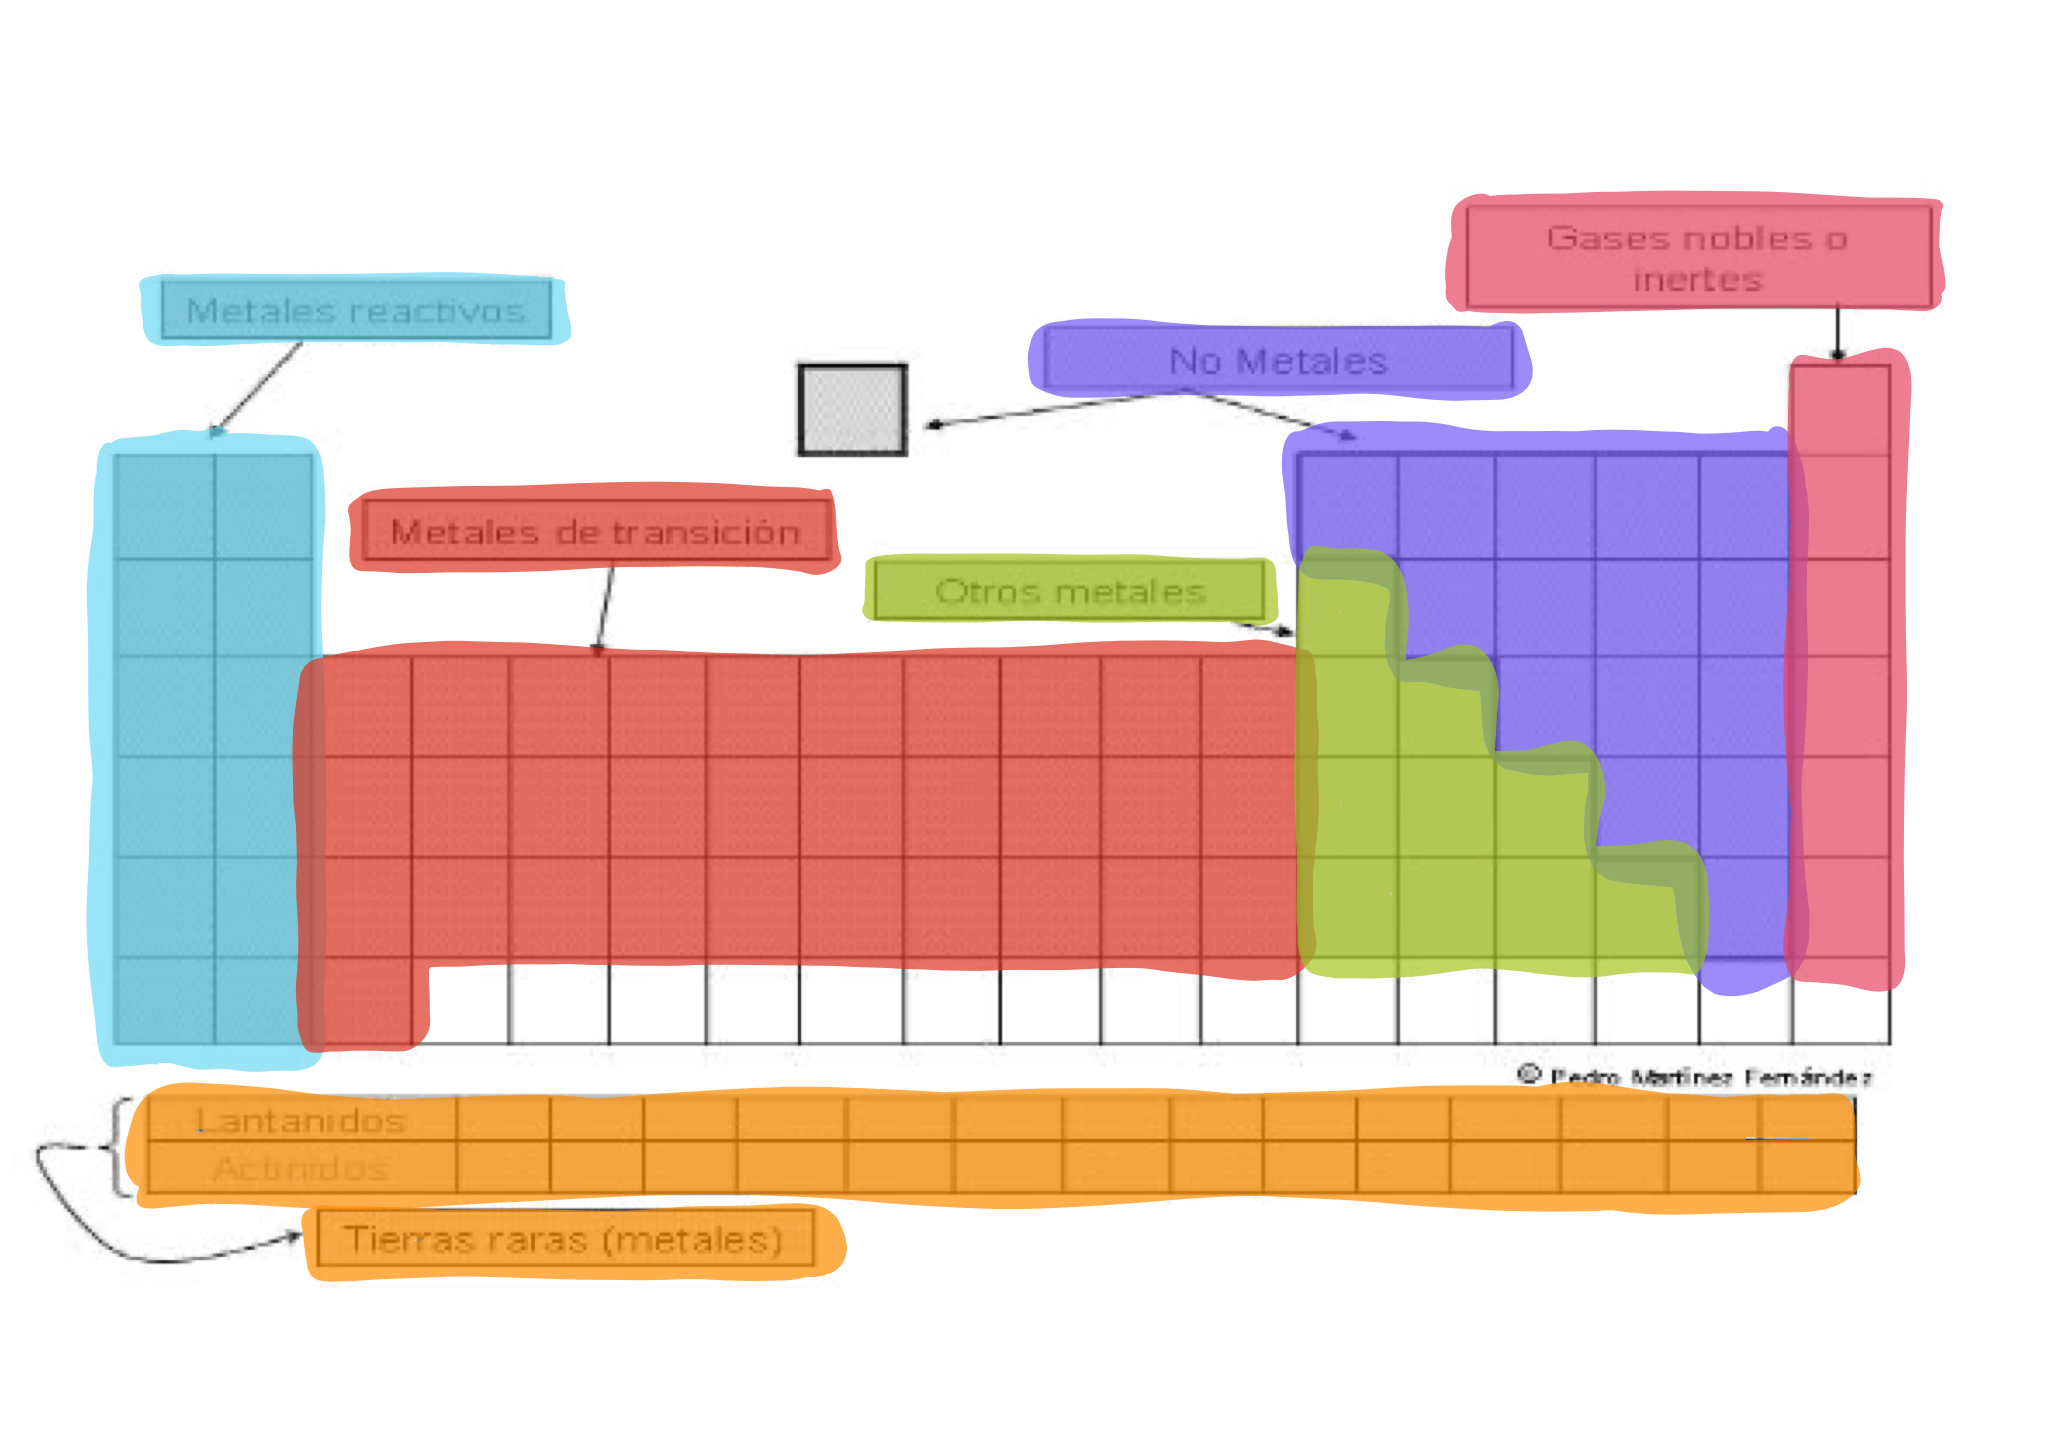 Gases nobles o
inertes
Metales reactivos
No Metales
Metales de transición
Otros metales
© Pedro Martínez Fernández
Lantanidos
Actinidos
Tierras raras (metales)